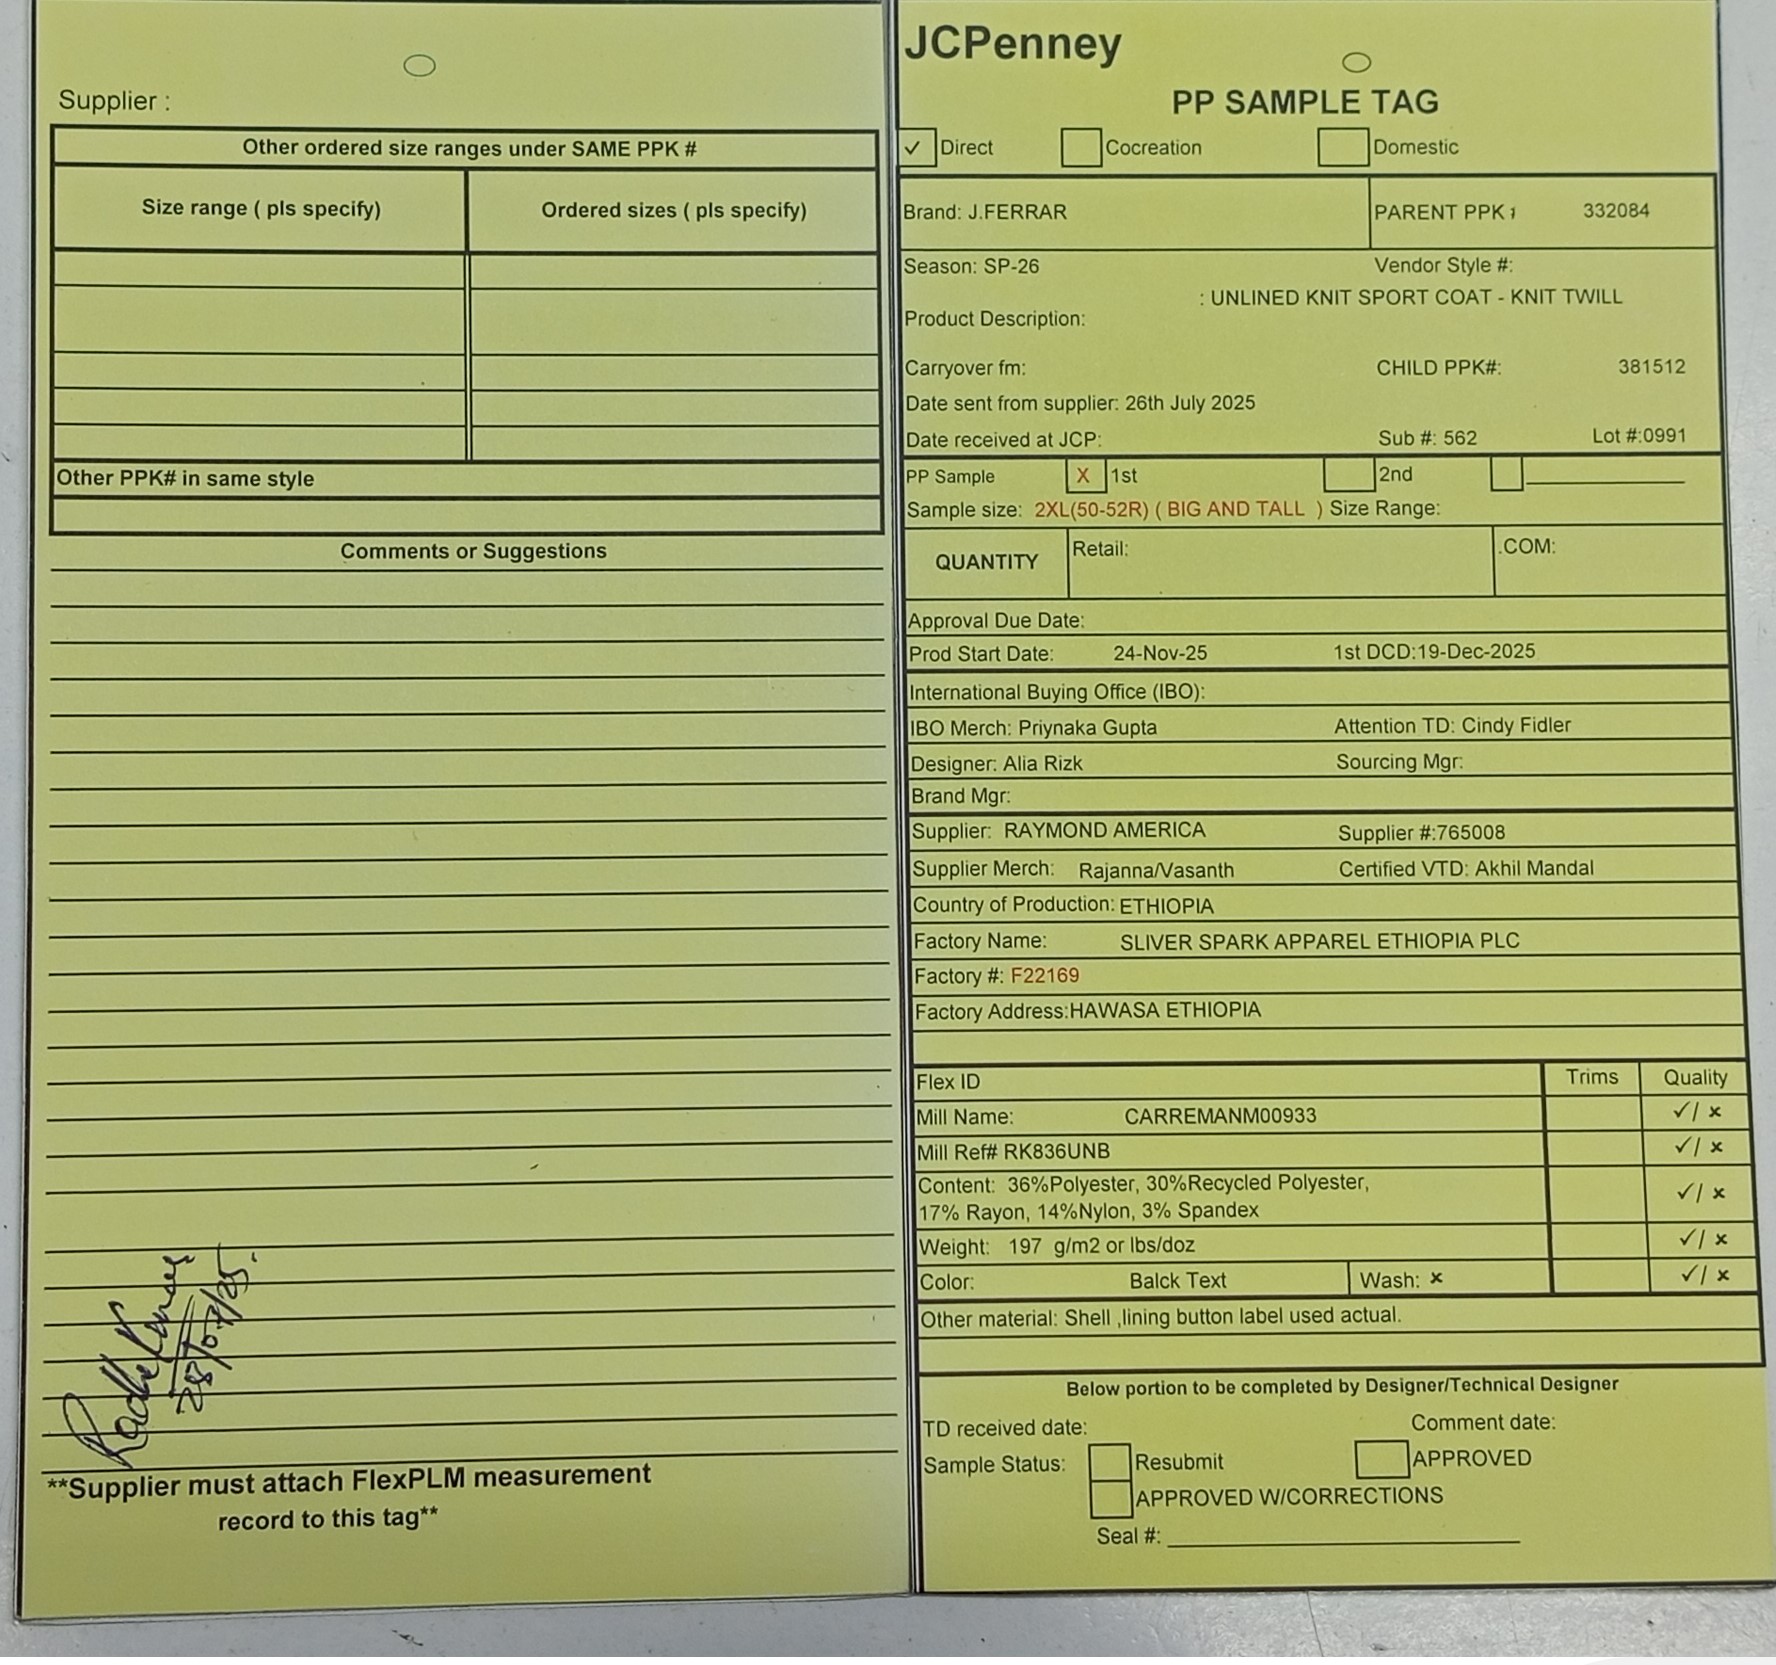 Supplier :
Other ordered size ranges under SAME PPK #
Size range ( pls specify) Ordered sizes ( pls specify)
Other PPK# in same style
Comments or Suggestions
28/07/25.
**Supplier must attach FlexPLM measurement
record to this tag**
JCPenney
PP SAMPLE TAG
✓ Direct Cocreation Domestic
Brand: J.FERRAR PARENT PPK 332084
Season: SP-26 Vendor Style #:
: UNLINED KNIT SPORT COAT - KNIT TWILL
Product Description:
Carryover fm: CHILD PPK#: 381512
Date sent from supplier: 26th July 2025
Date received at JCP: Sub #: 562 Lot #:0991
PP Sample X 1st 2nd
Sample size: 2XL(50-52R) ( BIG AND TALL ) Size Range:
QUANTITY Retail: .COM:
Approval Due Date:
Prod Start Date: 24-Nov-25 1st DCD:19-Dec-2025
International Buying Office (IBO):
IBO Merch: Priynaka Gupta Attention TD: Cindy Fidler
Designer: Alia Rizk Sourcing Mgr:
Brand Mgr:
Supplier: RAYMOND AMERICA Supplier #:765008
Supplier Merch: Rajanna/Vasanth Certified VTD: Akhil Mandal
Country of Production: ETHIOPIA
Factory Name: SLIVER SPARK APPAREL ETHIOPIA PLC
Factory #: F22169
Factory Address:HAWASA ETHIOPIA
Flex ID Trims Quality
Mill Name: CARREMANM00933 ✓/ ×
Mill Ref# RK836UNB ✓/ ×
Content: 36%Polyester, 30%Recycled Polyester,
17% Rayon, 14%Nylon, 3% Spandex ✓/ ×
Weight: 197 g/m2 or lbs/doz ✓/ ×
Color: Balck Text Wash: × ✓/ ×
Other material: Shell ,lining button label used actual.
Below portion to be completed by Designer/Technical Designer
TD received date: Comment date:
Sample Status: Resubmit APPROVED
APPROVED W/CORRECTIONS
Seal #: